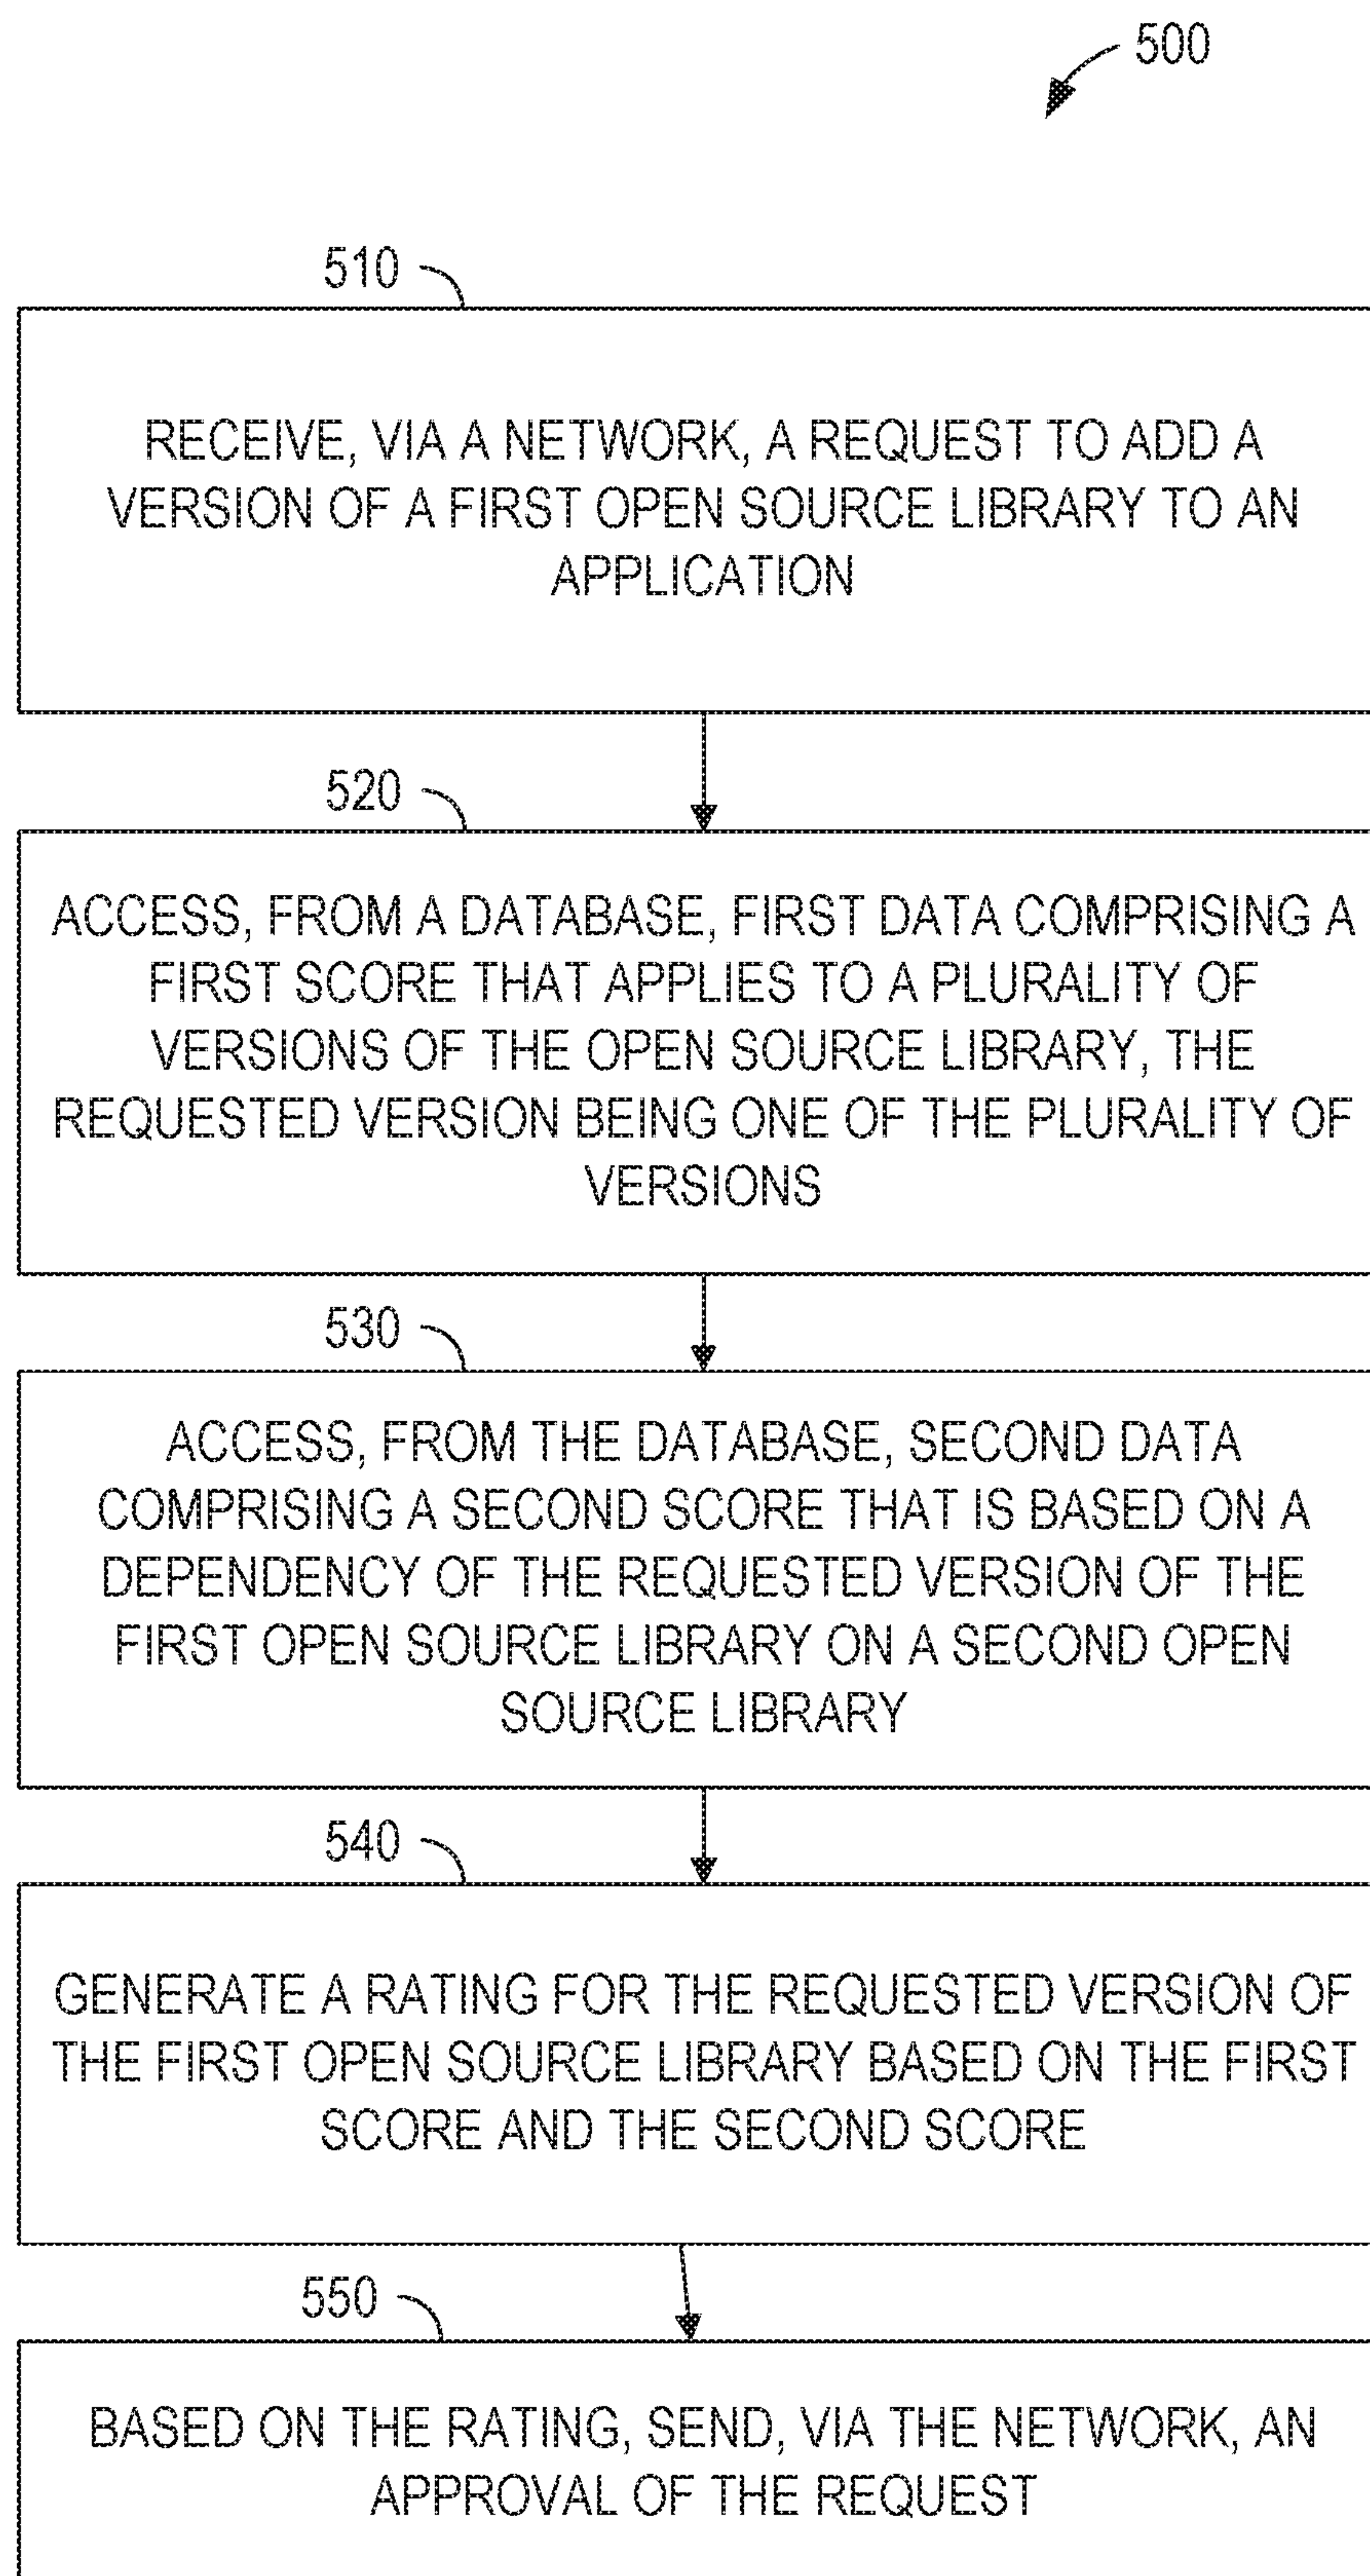 500
510
RECEIVE, VIA A NETWORK, A REQUEST TO ADD A
VERSION OF A FIRST OPEN SOURCE LIBRARY TO AN
APPLICATION
520
ACCESS, FROM A DATABASE, FIRST DATA COMPRISING A
FIRST SCORE THAT APPLIES TO A PLURALITY OF
VERSIONS OF THE OPEN SOURCE LIBRARY, THE
REQUESTED VERSION BEING ONE OF THE PLURALITY OF
VERSIONS
530
ACCESS, FROM THE DATABASE, SECOND DATA
COMPRISING A SECOND SCORE THAT IS BASED ON A
DEPENDENCY OF THE REQUESTED VERSION OF THE
FIRST OPEN SOURCE LIBRARY ON A SECOND OPEN
SOURCE LIBRARY
540
GENERATE A RATING FOR THE REQUESTED VERSION OF
THE FIRST OPEN SOURCE LIBRARY BASED ON THE FIRST
SCORE AND THE SECOND SCORE
550
BASED ON THE RATING, SEND, VIA THE NETWORK, AN
APPROVAL OF THE REQUEST